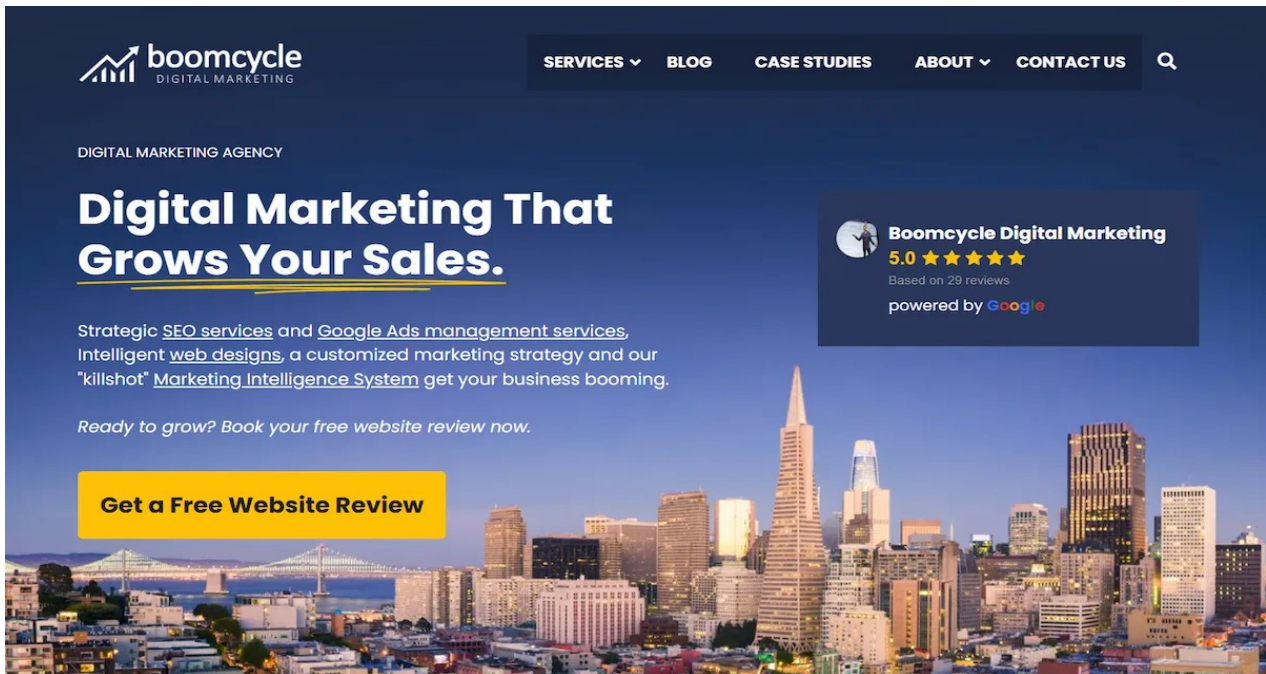 boomcycle
DIGITAL MARKETING
SERVICES
BLOG
CASE STUDIES
ABOUT
CONTACT US
DIGITAL MARKETING AGENCY
Digital Marketing That
Grows Your Sales.
Boomcycle Digital Marketing
5.0
Based on 29 reviews
powered by Google
Strategic SEO services and Google Ads management services,
Intelligent web designs, a customized marketing strategy and our
"killshot" Marketing Intelligence System get your business booming.
Ready to grow? Book your free website review now.
Get a Free Website Review